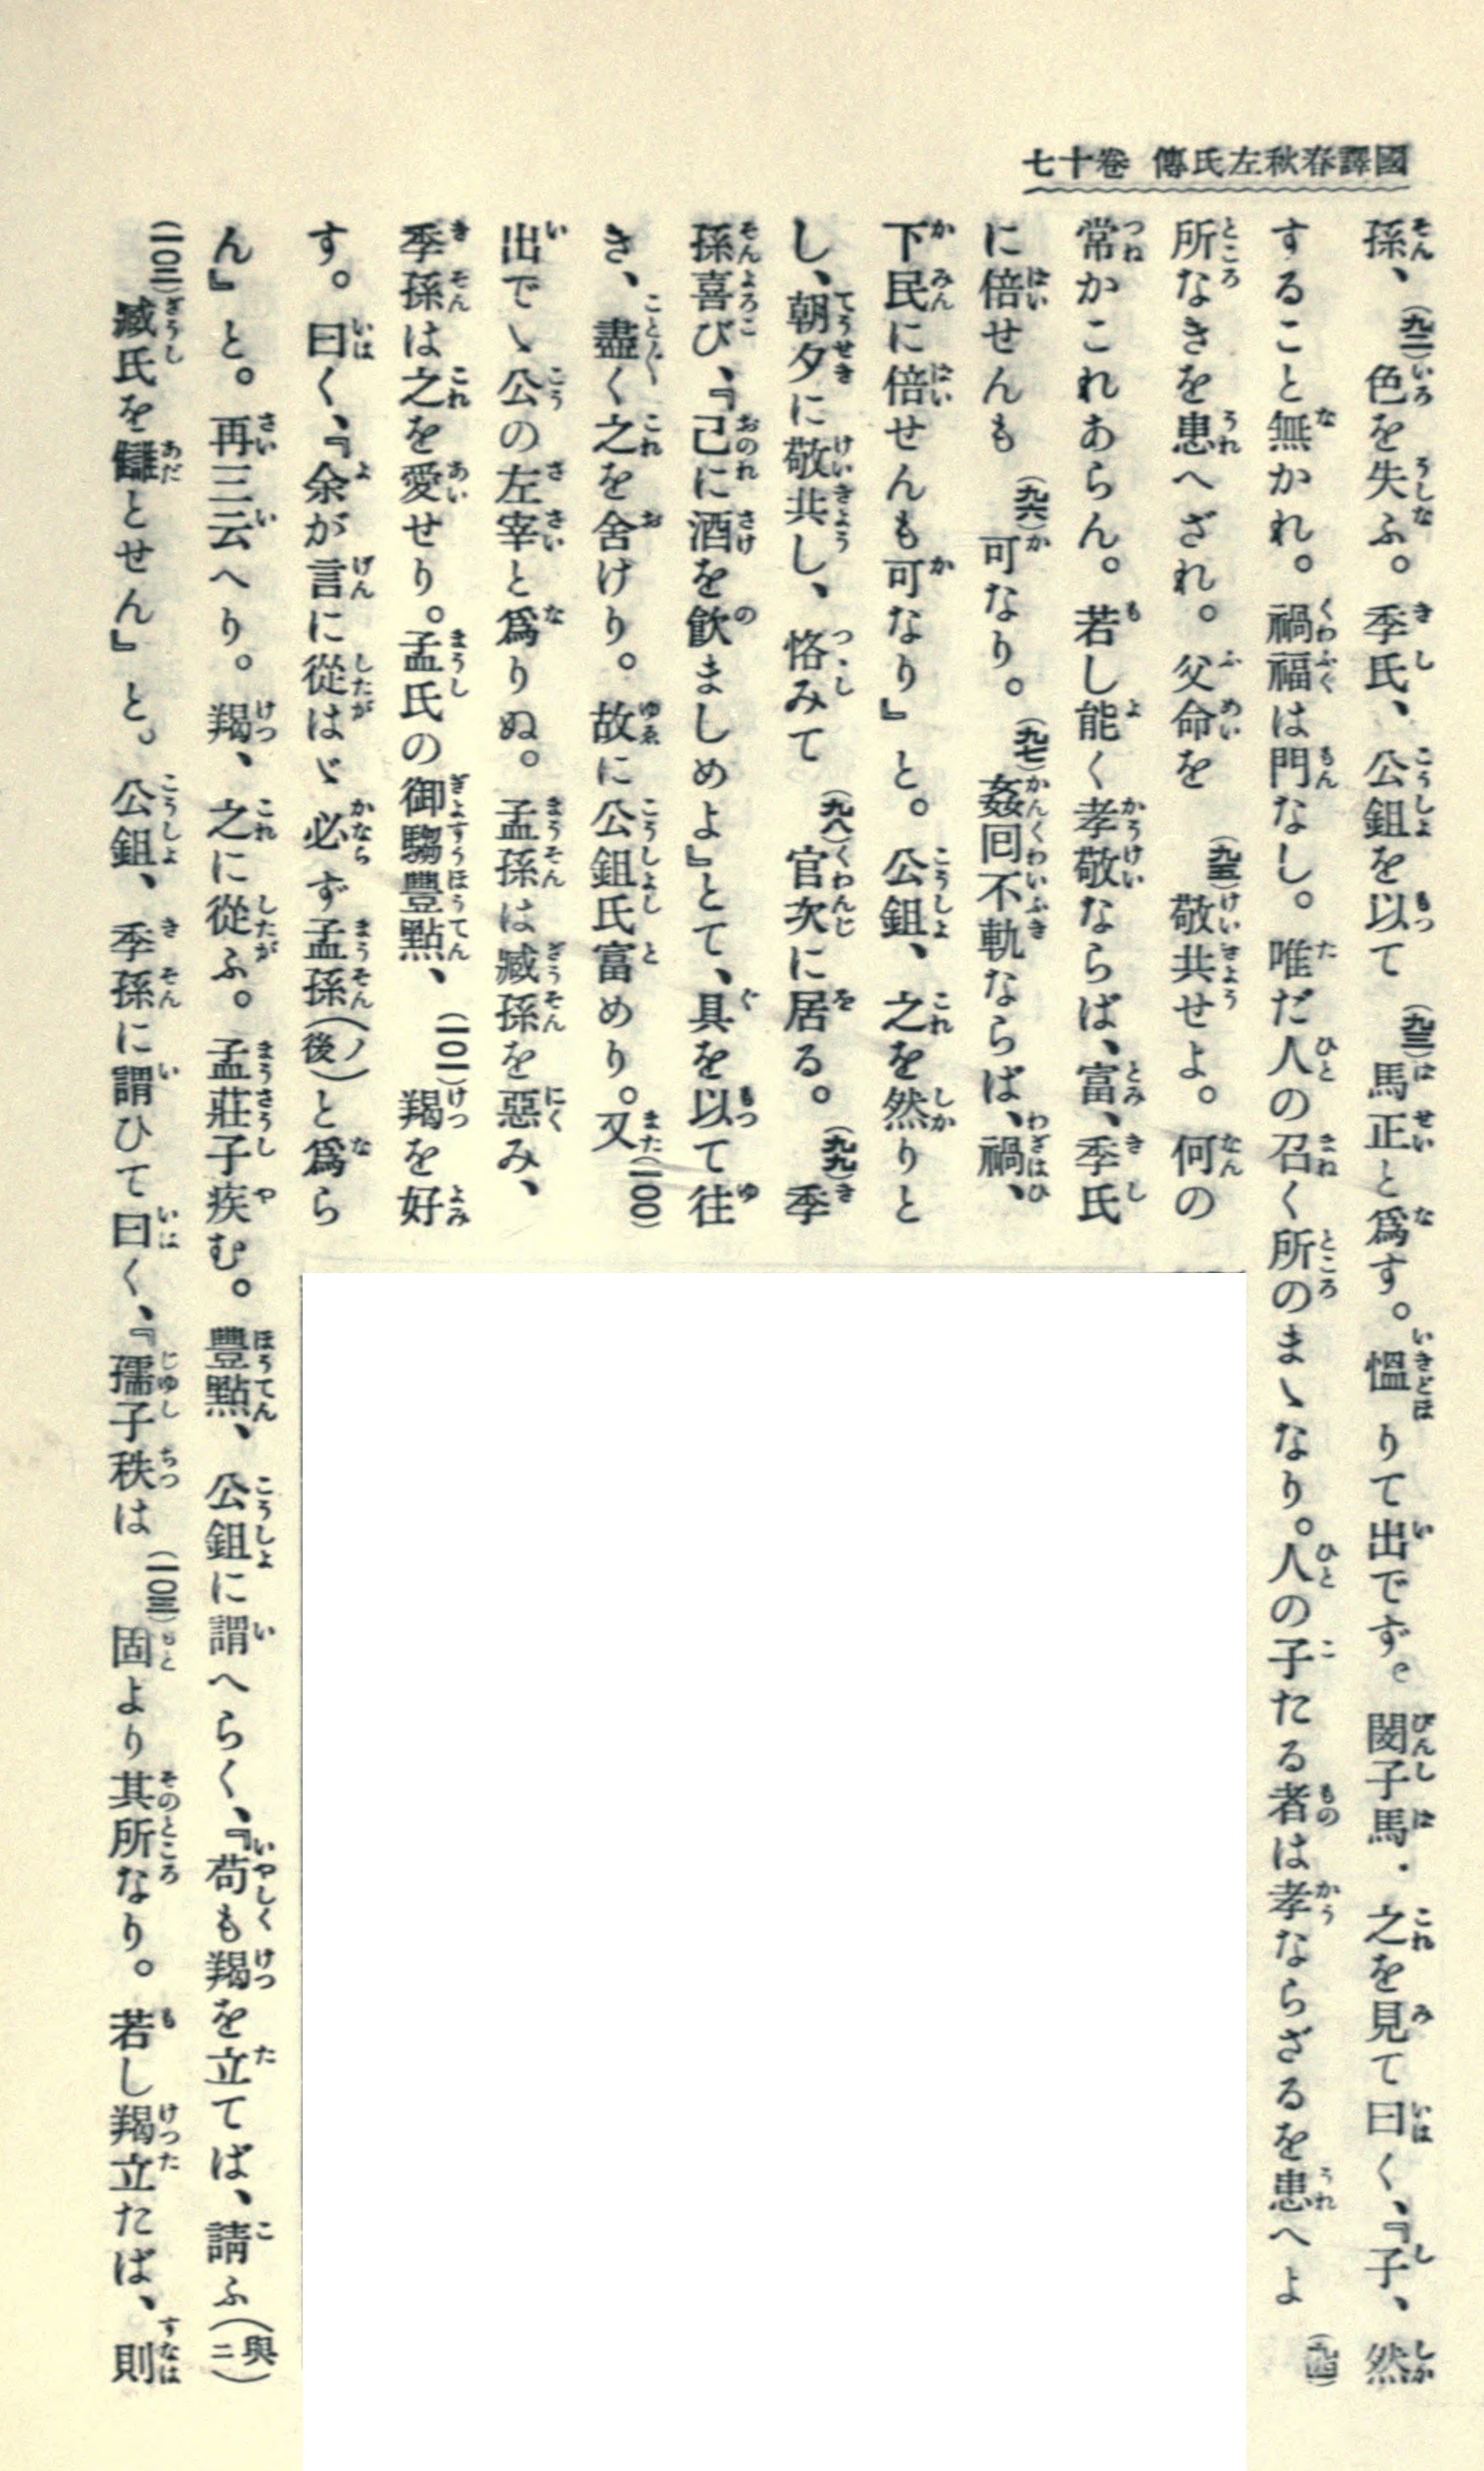 國譯春秋左氏傳 卷十七
孫、(九二)色を失ふ。季氏、公鉏を以て(九三)馬正と爲す。慍りて出でず。閔子馬・之を見て曰く、『子、然
すること無かれ。禍福は門なし。唯だ人の召く所のまゝなり。人の子たる者は孝ならざるを患へよ(九四)
所なきを患へざれ。父命を(九五)敬共せよ。何の
常かこれあらん。若し能く孝敬ならば、富、季氏
に倍せんも(九六)可なり。(九七)姦回不軌ならば、禍、
下民に倍せんも可なり』と。公鉏、之を然りと
し、朝夕に敬共し、恪みて(九八)官次に居る。(九九)季
孫喜び、『己に酒を飮ましめよ』とて、具を以て往
き、盡く之を舍けり。故に公鉏氏富めり。又(一〇〇)
出でゝ公の左宰と爲りぬ。孟孫は臧孫を惡み、
季孫は之を愛せり。孟氏の御騶豐點、(一〇一)羯を好
す。曰く、『余が言に從はゞ必ず孟孫(ノ後)と爲ら
ん』と。再三云へり。羯、之に從ふ。孟莊子疾む。豐點、公鉏に謂へらく、『苟も羯を立てば、請ふ(與ニ)
(一〇二)臧氏を讎とせん』と。公鉏、季孫に謂ひて曰く、『孺子秩は(一〇三)固より其所なり。若し羯立たば、則